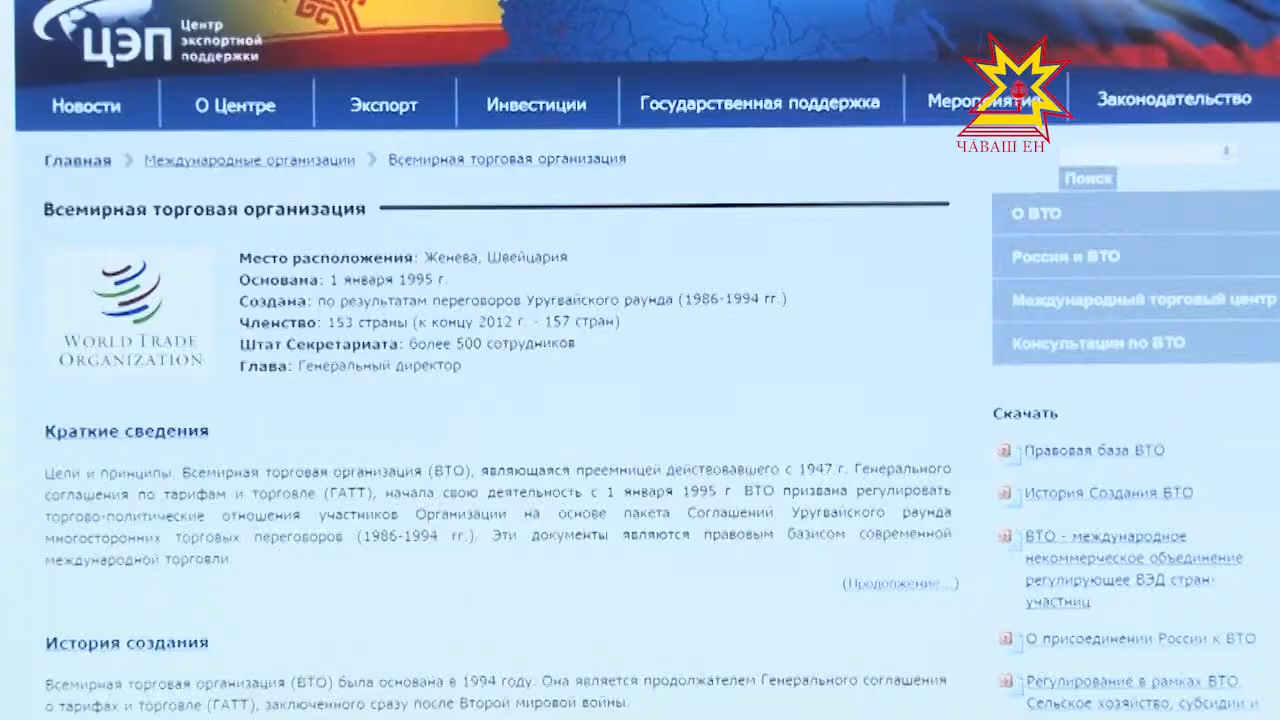 ЦЭП
Центр
экспортной
поддержки
Новости
О Центре
Экспорт
Инвестиции
Государственная поддержка
Мероприятия
Законодательство
ЧӐВАШ ЕН
Главная
Международные организации
Всемирная торговая организация
Поиск
Всемирная торговая организация
WORLD TRADE
ORGANIZATION
Место расположения: Женева, Швейцария
Основана: 1 января 1995 г.
Создана: по результатам переговоров Уругвайского раунда (1986-1994 гг.)
Членство: 153 страны (к концу 2012 г. - 157 стран)
Штат Секретариата: более 500 сотрудников
Глава: Генеральный директор
Краткие сведения
Цели и принципы. Всемирная торговая организация (ВТО), являющаяся преемницей действовавшего с 1947 г. Генерального
соглашения по тарифам и торговле (ГАТТ), начала свою деятельность с 1 января 1995 г. ВТО призвана регулировать
торгово-политические отношения участников Организации на основе пакета Соглашений Уругвайского раунда
многосторонних торговых переговоров (1986-1994 гг.). Эти документы являются правовым базисом современной
международной торговли.
(Продолжение...)
История создания
Всемирная торговая организация (ВТО) была основана в 1994 году. Она является продолжателем Генерального соглашения
о тарифах и торговле (ГАТТ), заключенного сразу после Второй мировой войны.
О ВТО
Россия и ВТО
Международный торговый центр
Консультации по ВТО
Скачать
Правовая база ВТО
История Создания ВТО
ВТО - международное
некоммерческое объединение
регулирующее ВЭД стран-
участниц
О присоединении России к ВТО
Регулирование в рамках ВТО.
Сельское хозяйство, субсидии и